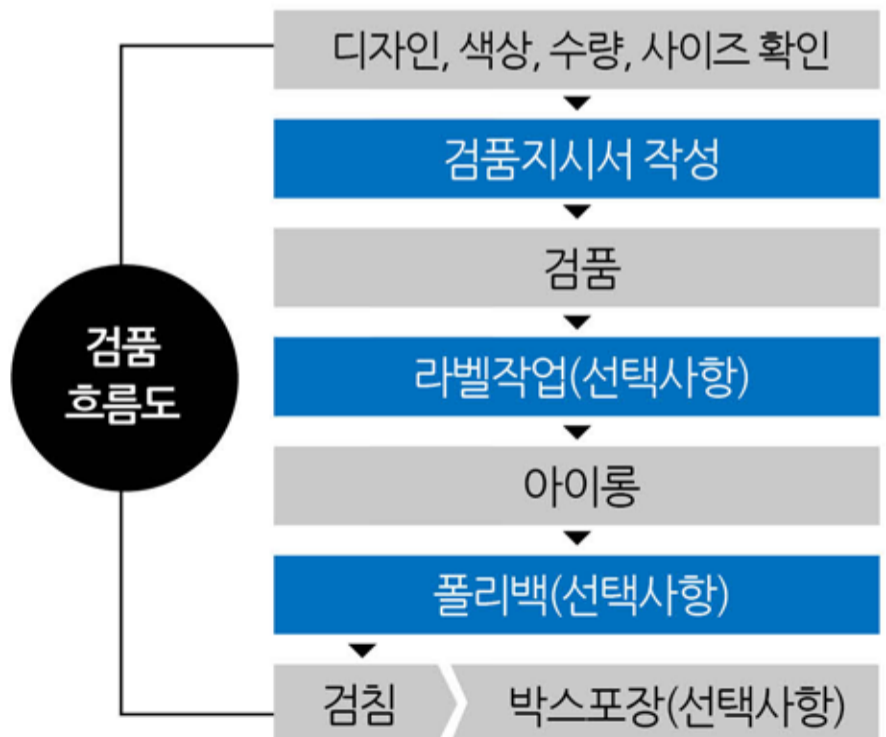 디자인, 색상, 수량, 사이즈 확인
검품지시서 작성
검품
라벨작업(선택사항)
검품
흐름도
아이롱
폴리백(선택사항)
검침
박스포장(선택사항)